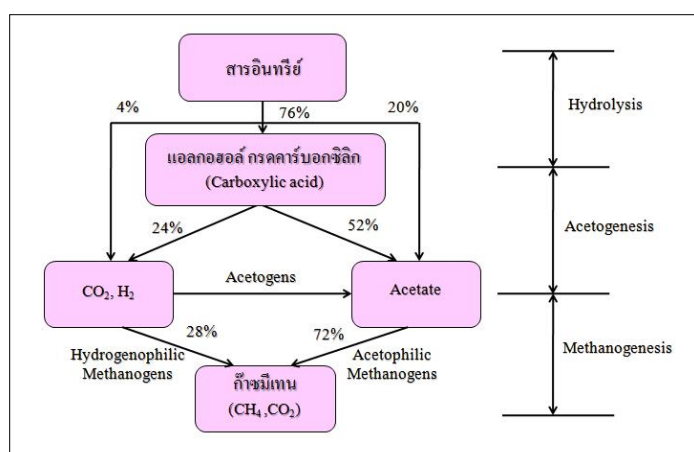 สารอินทรีย์
4%
76%
20%
Hydrolysis
แอลกอฮอล์ กรดคาร์บอกซิลิก
(Carboxylic acid)
24%
52%
Acetogenesis
CO₂, H₂
Acetogens
Acetate
28%
72%
Hydrogenophilic
Methanogens
Acetophilic
Methanogens
Methanogenesis
ก๊าซมีเทน
(CH₄ ,CO₂)